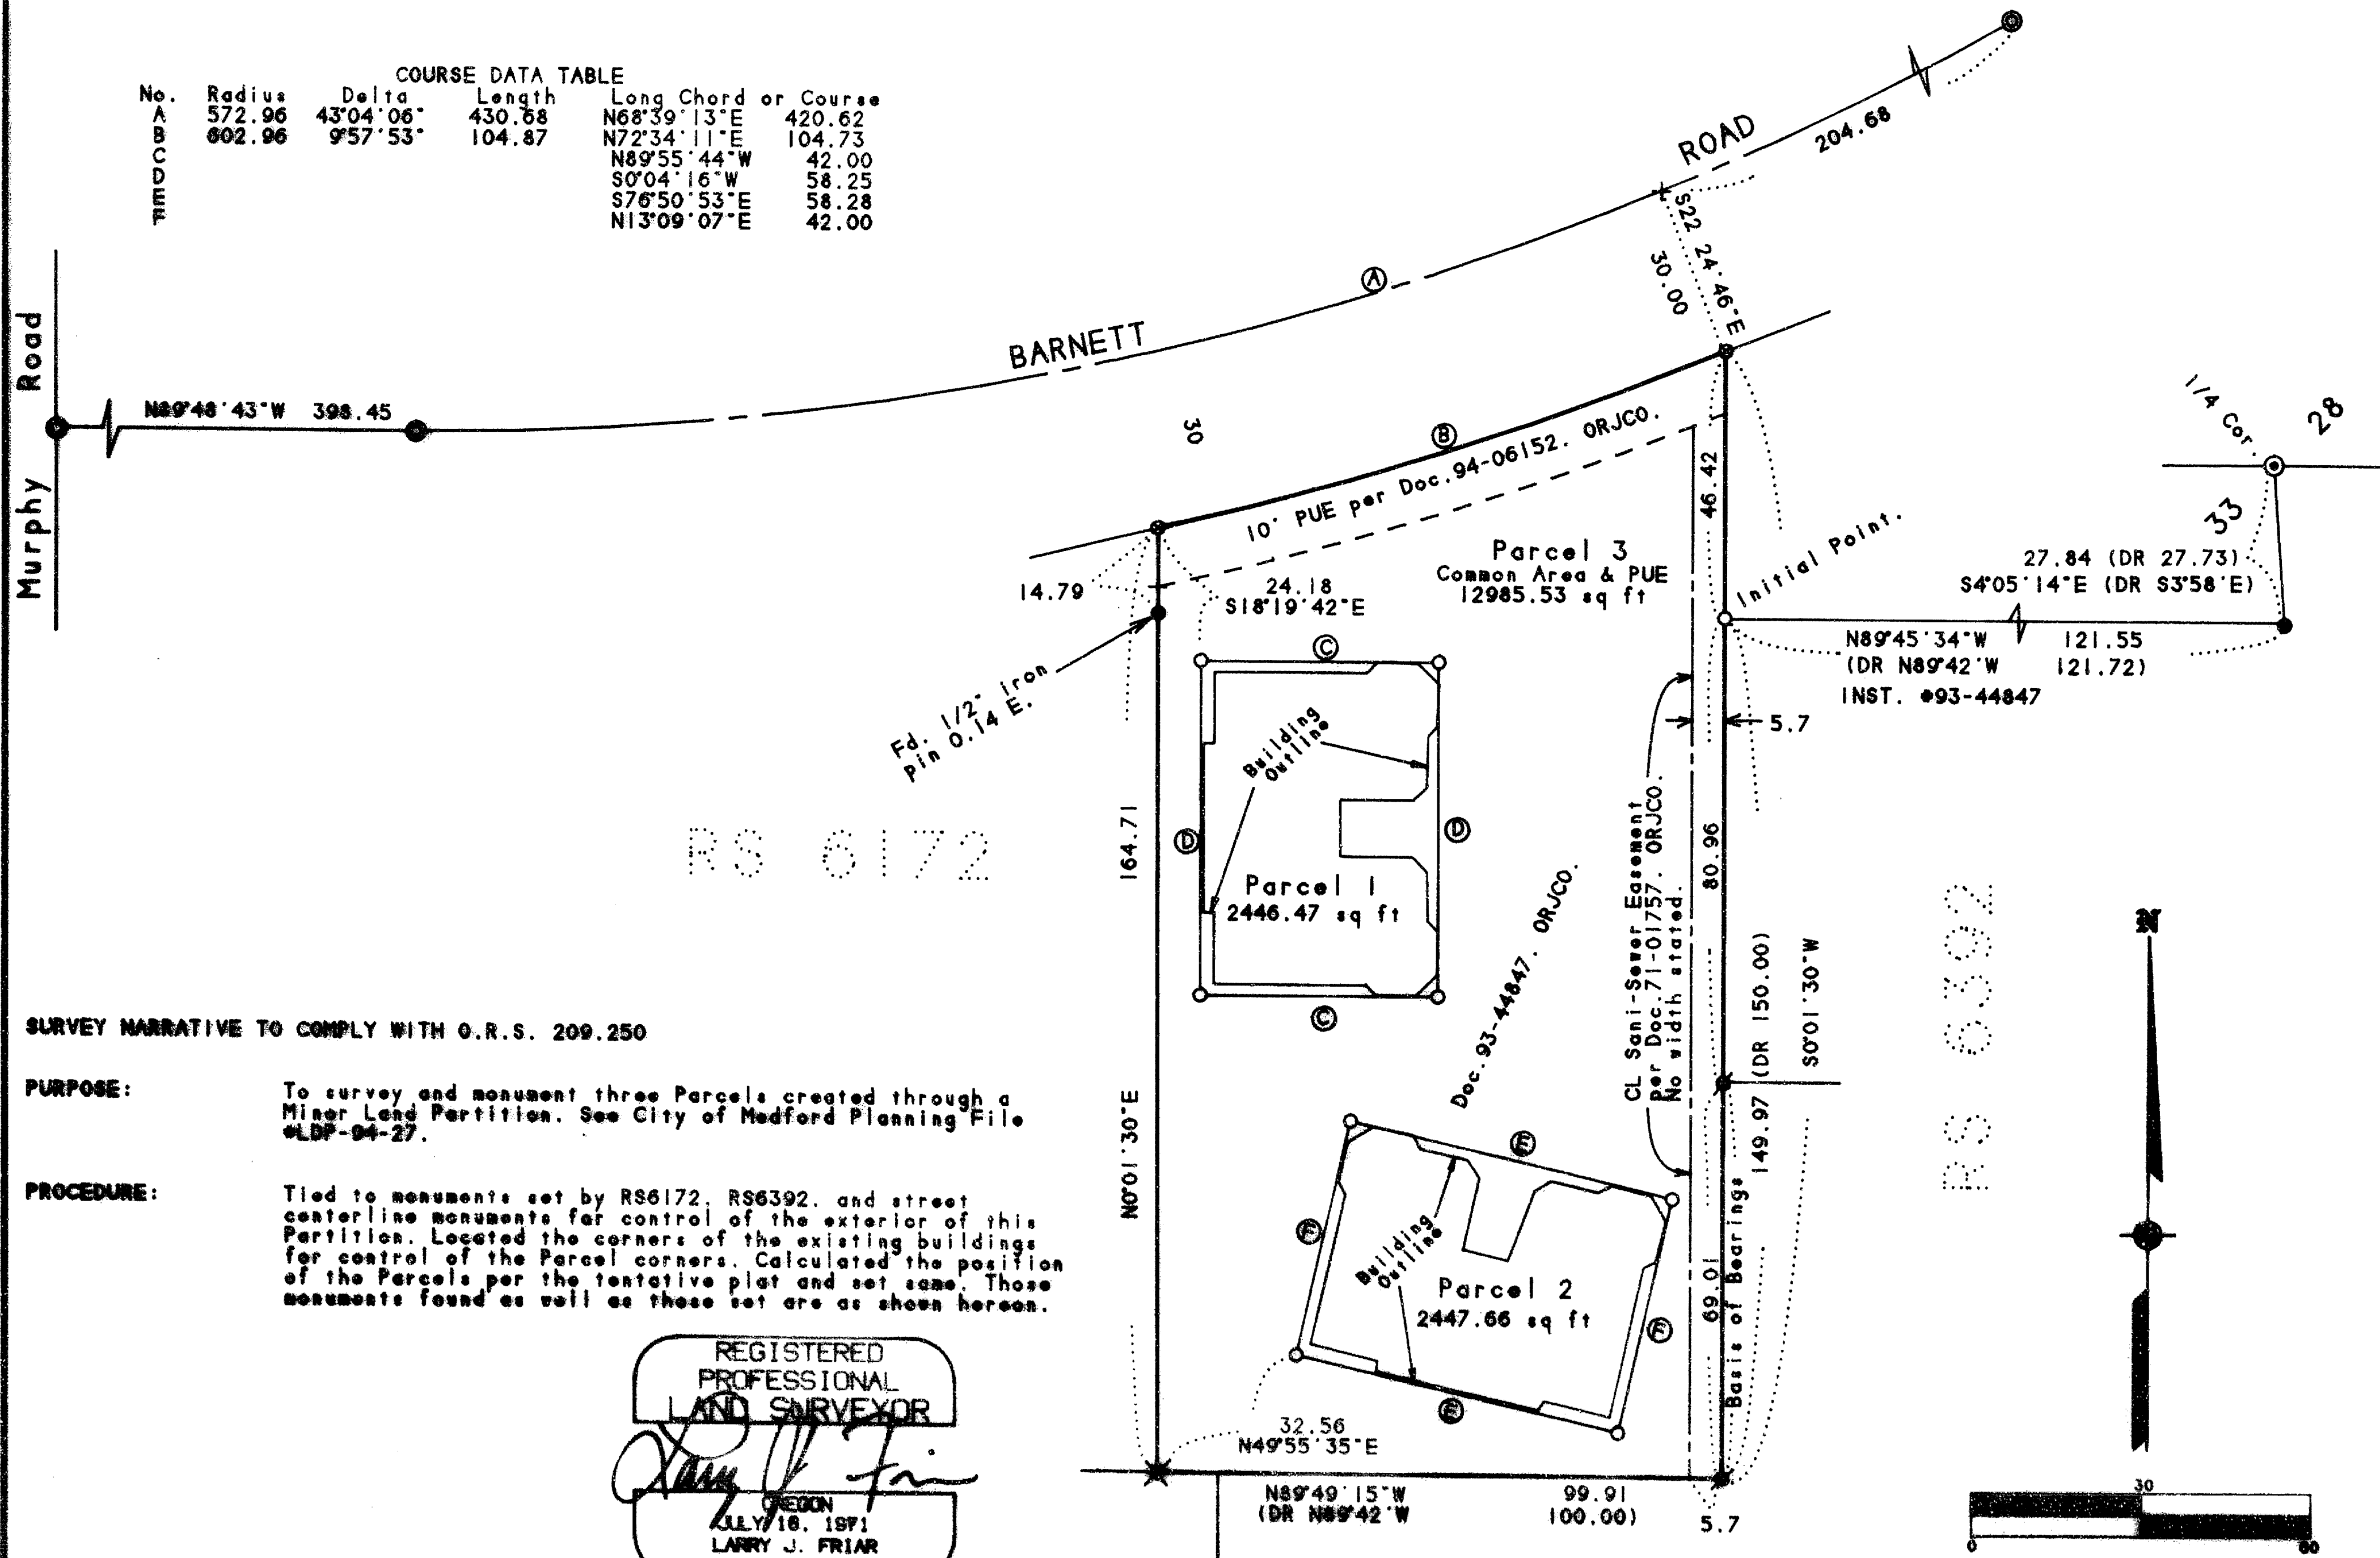 COURSE DATA TABLE
No. Radius Delta Length Long Chord or Course
A 572.96 43°04'06" 430.68 N68°39'13"E 420.62
B 602.96 9°57'53" 104.87 N72°34'11"E 104.73
C N89°55'44"W 42.00
D S0°04'16"W 58.25
E S76°50'53"E 58.28
F N13°09'07"E 42.00
Murphy Road
N89°48'43"W 398.45
BARNETT
ROAD
A
204.68
S22 24'46"E
30.00
30
B
10' PUE per Doc.94-06152. ORJCO.
1/4 Cor
28
33
27.84 (DR 27.73)
S4°05'14"E (DR S3°58'E)
Initial Point.
N89°45'34"W 121.55
(DR N89°42'W 121.72)
INST. #93-44847
46.42
Parcel 3
Common Area & PUE
12985.53 sq ft
14.79
24.18
S18°19'42"E
Fd. 1/2" iron
pin 0.14 E.
5.7
C
D
D
C
Building
Outline
Parcel 1
2446.47 sq ft
164.71
N0°01'30"E
RS 6172
RS 6392
Doc.93-44847. ORJCO.
CL Sani-Sewer Easement
per Doc.71-01757. ORJCO.
No width stated.
80.96
149.97 (DR 150.00)
S0°01'30"W
69.01
Basis of Bearings
E
F
F
E
Building
Outline
Parcel 2
2447.66 sq ft
32.56
N49°55'35"E
N89°49'15"W 99.91
(DR N89°42'W 100.00)
5.7
N
30
0 60
SURVEY NARRATIVE TO COMPLY WITH O.R.S. 209.250
PURPOSE: To survey and monument three Parcels created through a
Minor Land Partition. See City of Medford Planning File
#LDP-94-27.
PROCEDURE: Tied to monuments set by RS6172, RS6392, and street
centerline monuments for control of the exterior of this
Partition. Located the corners of the existing buildings
for control of the Parcel corners. Calculated the position
of the Parcels per the tentative plat and set same. Those
monuments found as well as those set are as shown hereon.
REGISTERED
PROFESSIONAL
LAND SURVEYOR
OREGON
JULY 16, 1971
LARRY J. FRIAR